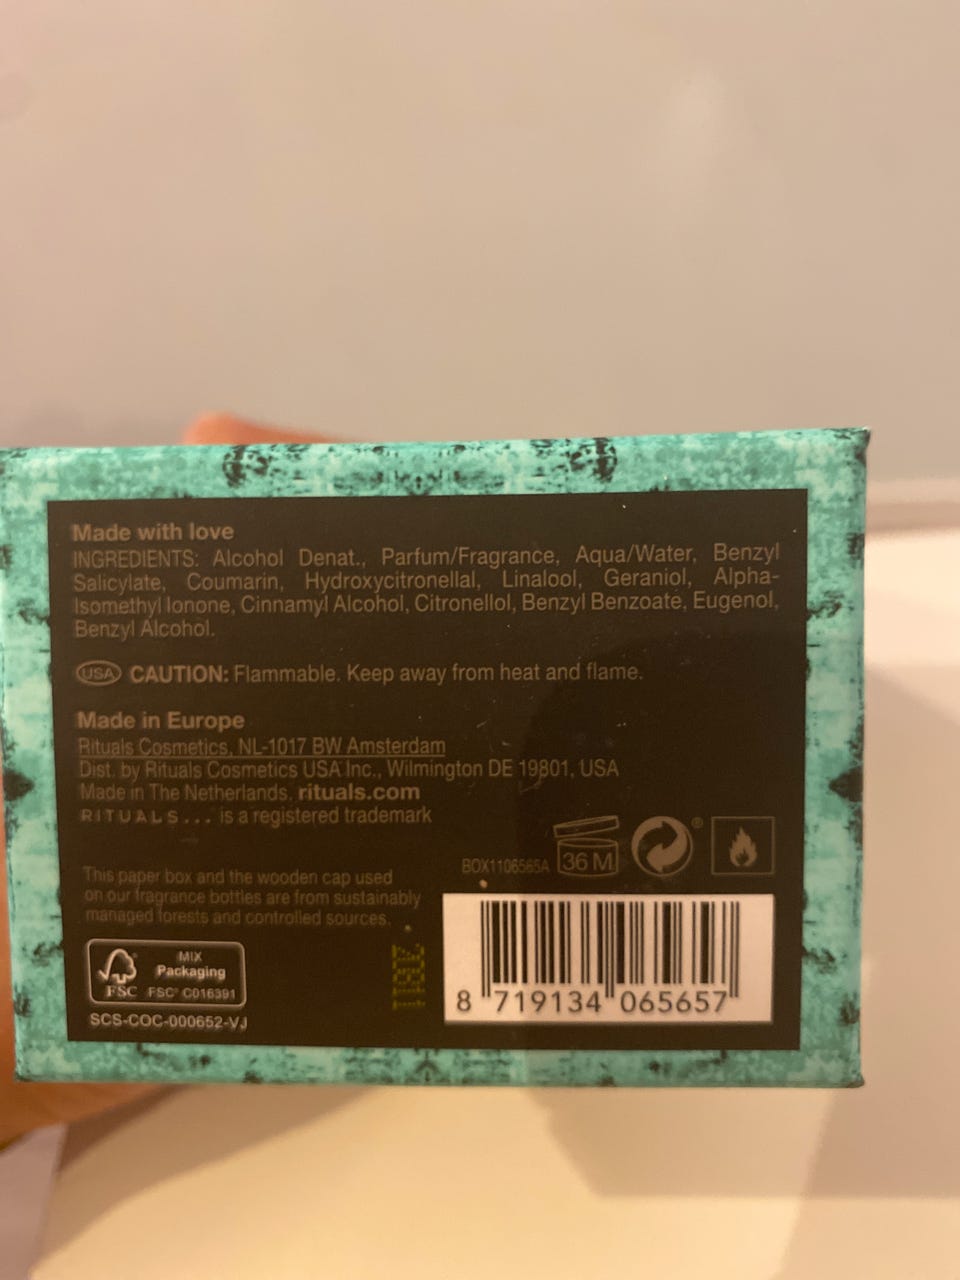 Made with love
INGREDIENTS: Alcohol Denat., Parfum/Fragrance, Aqua/Water, Benzyl
Salicylate, Coumarin, Hydroxycitronellal, Linalool, Geraniol, Alpha-
Isomethyl Ionone, Cinnamyl Alcohol, Citronellol, Benzyl Benzoate, Eugenol,
Benzyl Alcohol.
USA CAUTION: Flammable. Keep away from heat and flame.
Made in Europe
Rituals Cosmetics, NL-1017 BW Amsterdam
Dist. by Rituals Cosmetics USA Inc., Wilmington DE 19801, USA
Made in The Netherlands. rituals.com
RITUALS... is a registered trademark
BOX1106565A 36 M ®
This paper box and the wooden cap used
on our fragrance bottles are from sustainably
managed forests and controlled sources.
MIX
Packaging
FSC FSC® C016391
SCS-COC-000652-VJ
8 719134 065657